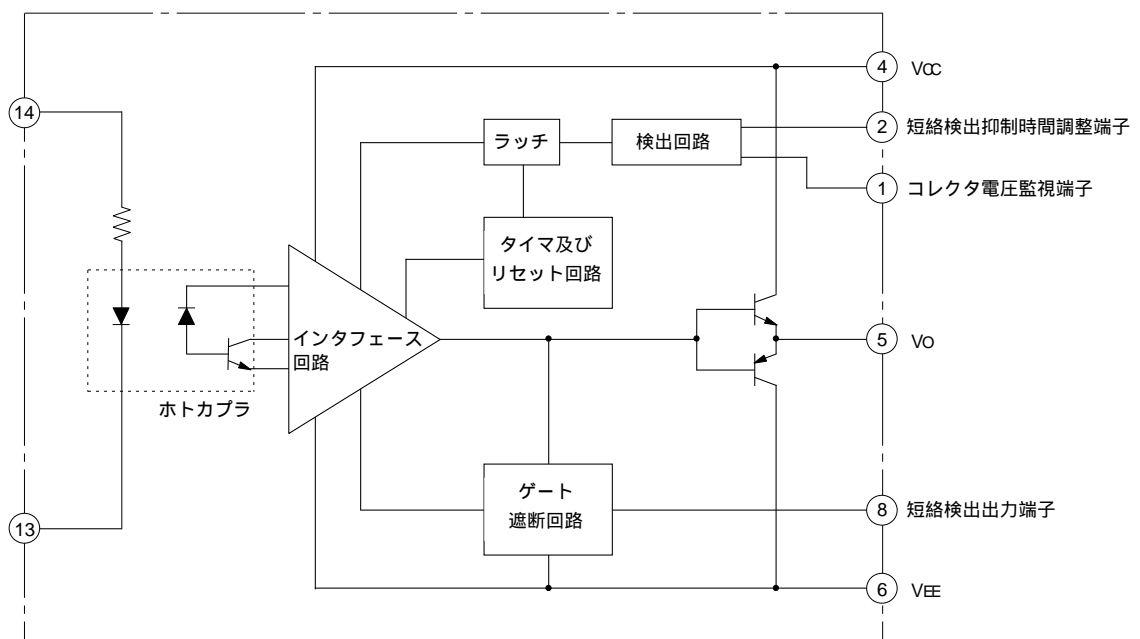 14
13
4 VCC
2 短絡検出抑制時間調整端子
1 コレクタ電圧監視端子
ラッチ
検出回路
タイマ及び
リセット回路
インタフェース
回路
ホトカプラ
5 VO
ゲート
遮断回路
8 短絡検出出力端子
6 VEE